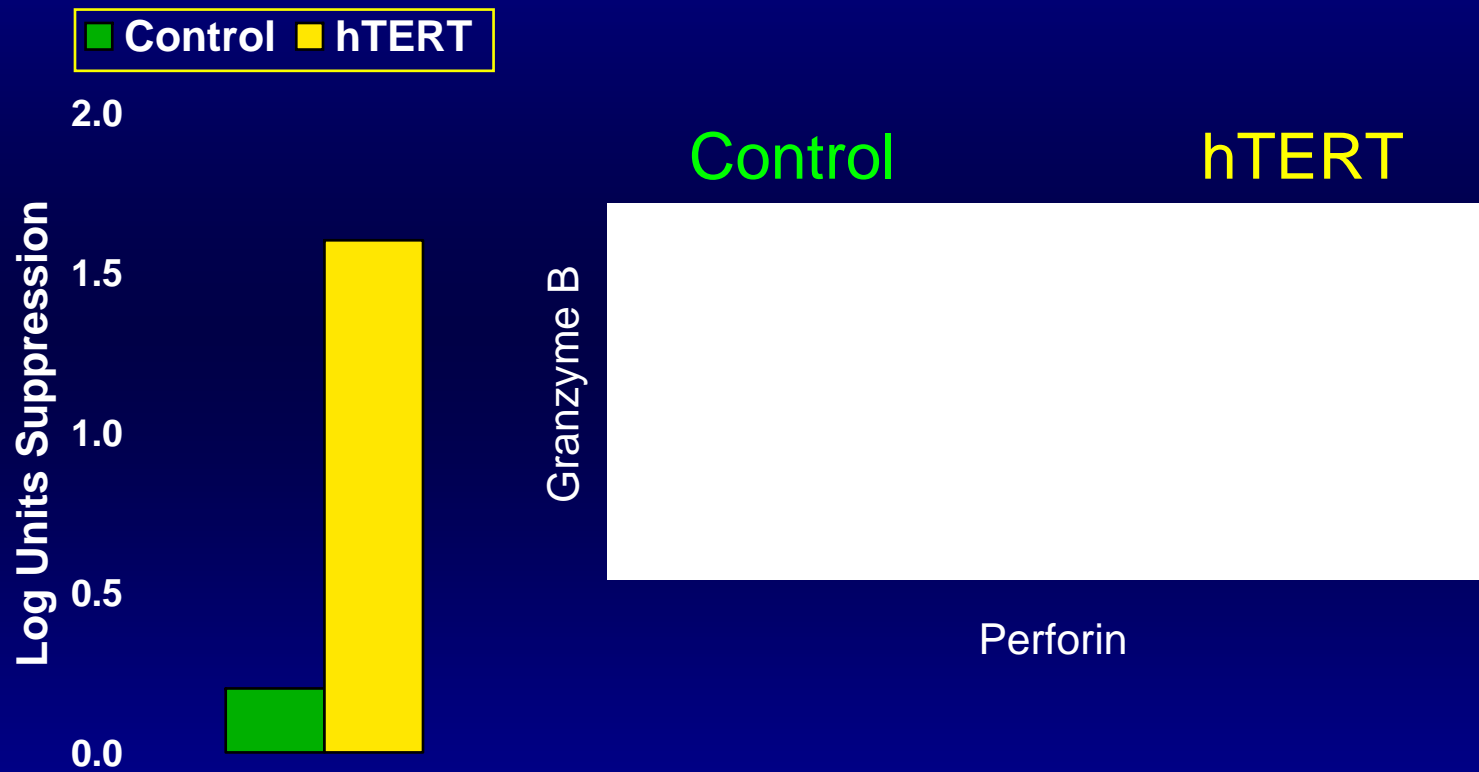 Control hTERT
2.0
1.5
1.0
0.5
0.0
Log Units Suppression
Control hTERT
Granzyme B
Perforin